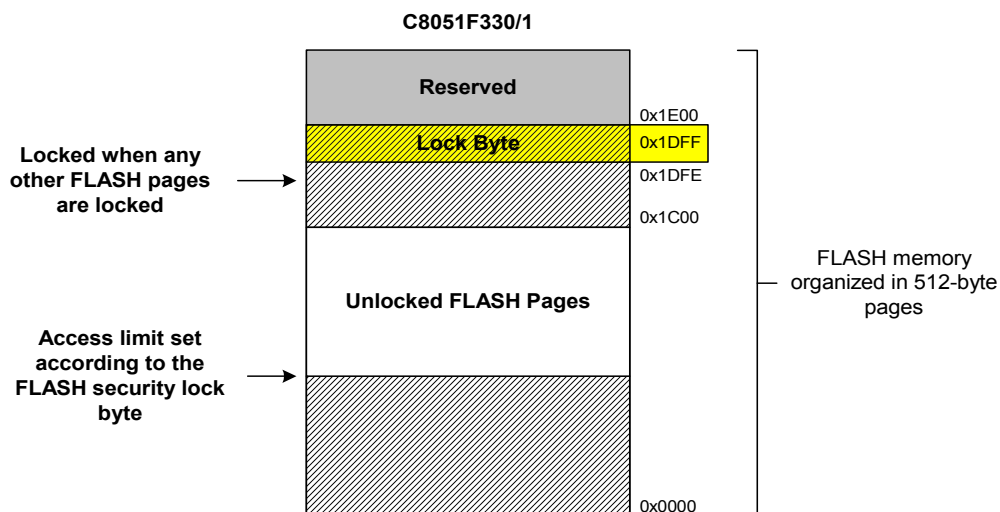 C8051F330/1
Reserved
0x1E00
Lock Byte
0x1DFF
Locked when any
other FLASH pages
are locked
0x1DFE
0x1C00
Unlocked FLASH Pages
FLASH memory
organized in 512-byte
pages
Access limit set
according to the
FLASH security lock
byte
0x0000